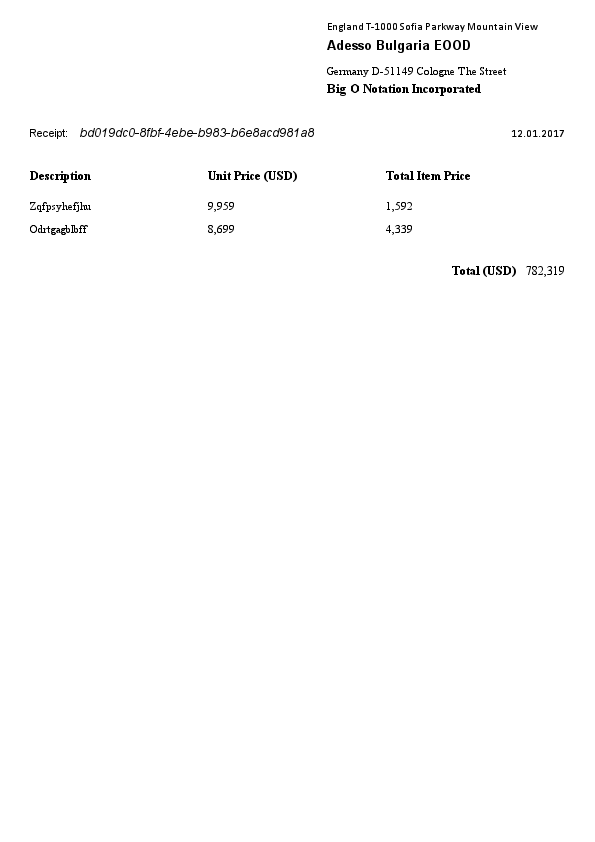 England T-1000 Sofia Parkway Mountain View
Adesso Bulgaria EOOD
Germany D-51149 Cologne The Street
Big O Notation Incorporated
Receipt: bd019dc0-8fbf-4ebe-b983-b6e8acd981a8 12.01.2017
Description Unit Price (USD) Total Item Price
Zqfpsyhefjhu 9,959 1,592
Odrtgagblbff 8,699 4,339
Total (USD) 782,319